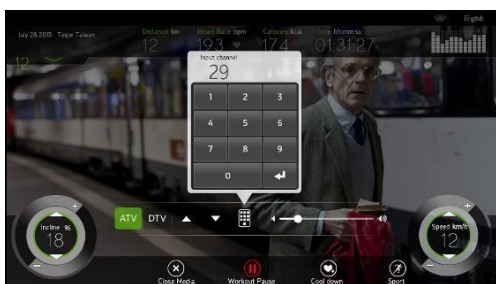 English
July 28 2015 Taipei Taiwan
Distance km
12
Heart Rate bpm
193
Calories kcal
174
Time hh:mm:ss
01:31:27
12
Input channel
29
1 2 3
4 5 6
7 8 9
0
ATV DTV
Incline %
18
Speed km/h
12
Close Media
Workout Pause
Cool down
Sport